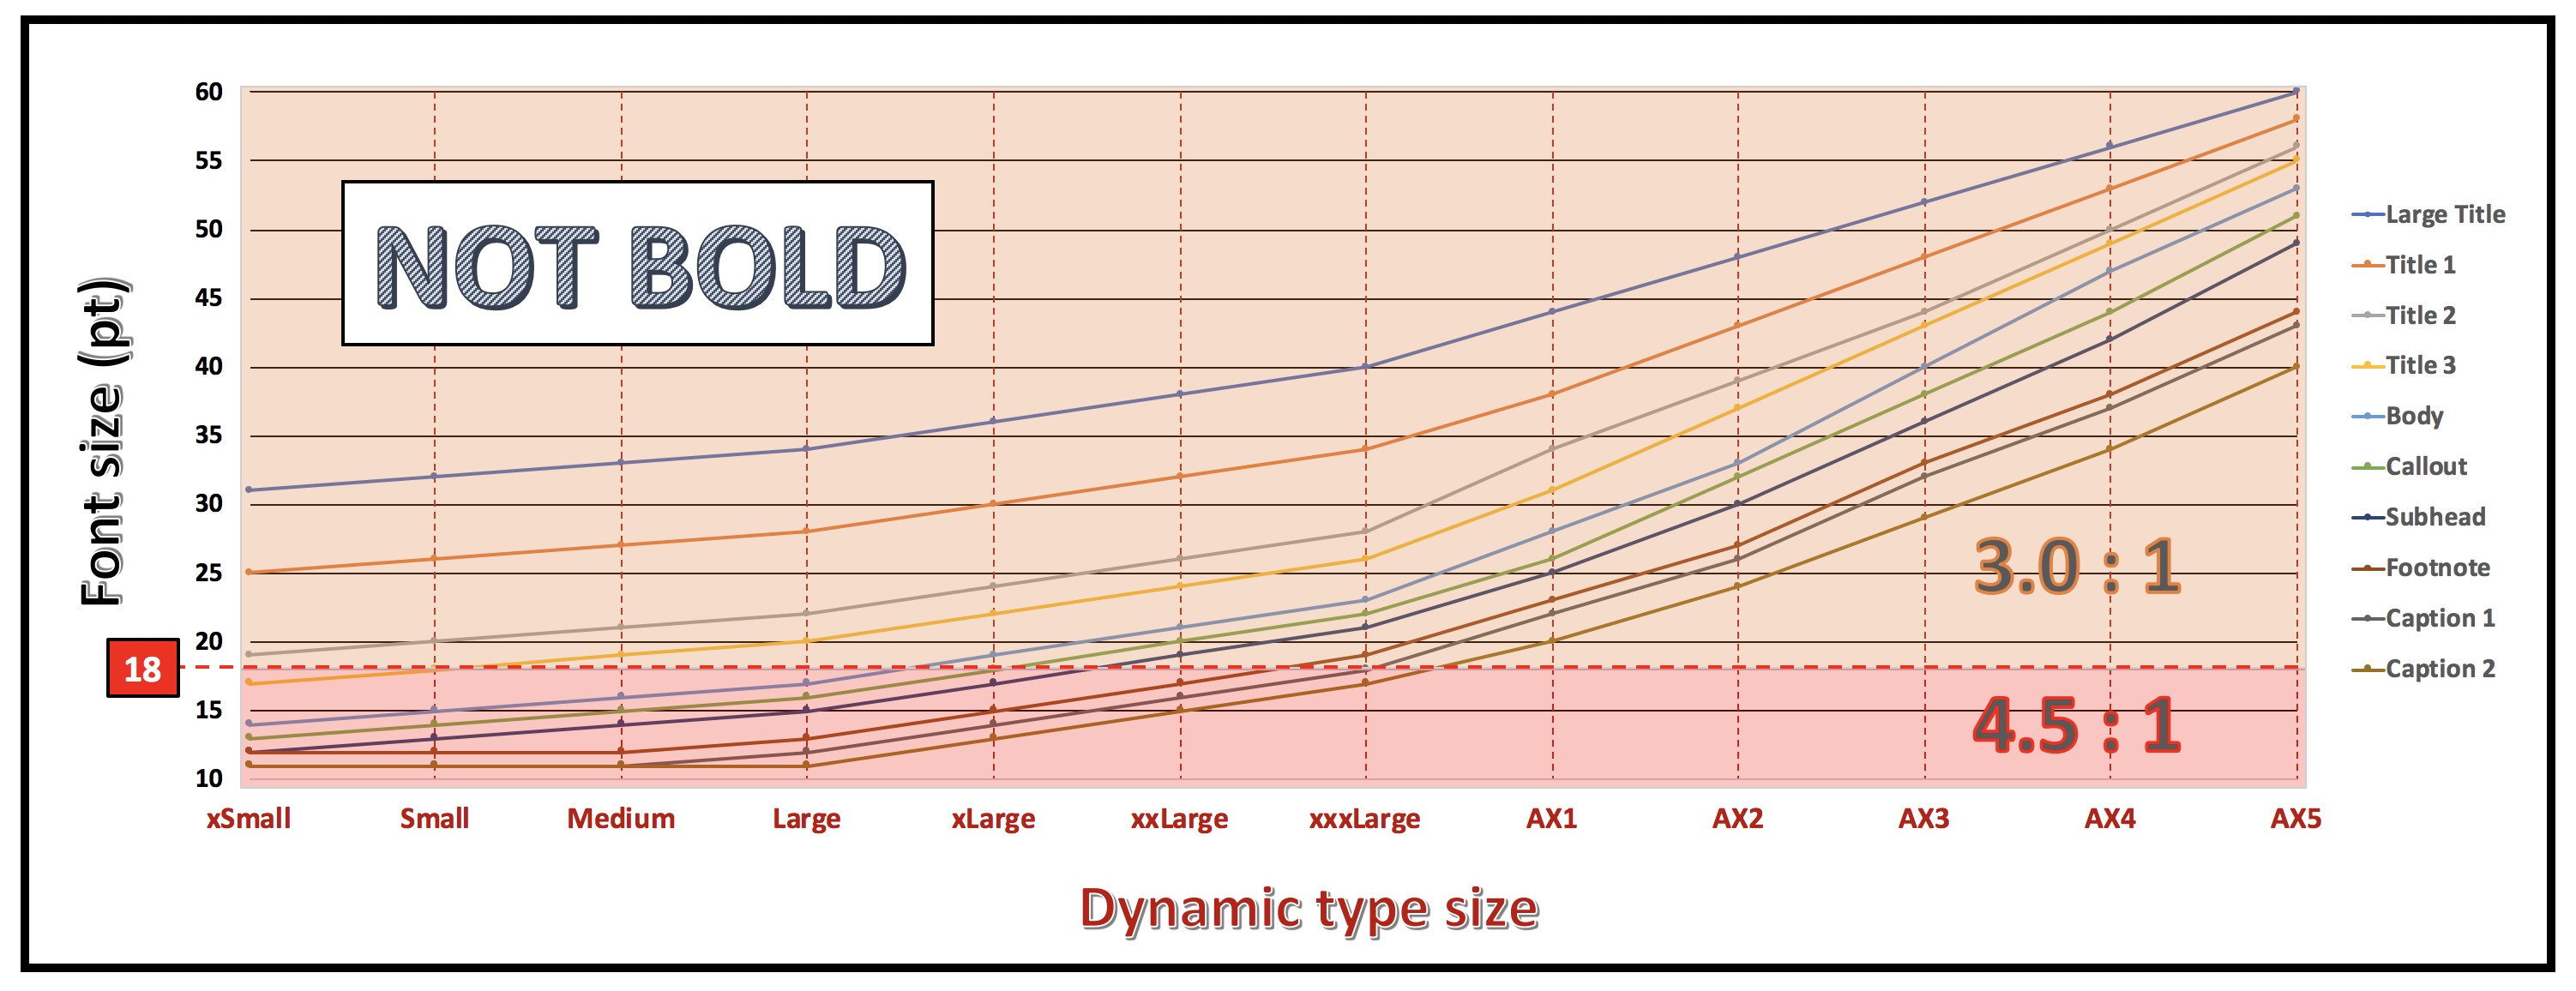 60
55
50
45
40
35
30
25
20
18
15
10
Font size (pt)
NOT BOLD
3.0 : 1
4.5 : 1
xSmall Small Medium Large xLarge xxLarge xxxLarge AX1 AX2 AX3 AX4 AX5
Dynamic type size
Large Title
Title 1
Title 2
Title 3
Body
Callout
Subhead
Footnote
Caption 1
Caption 2